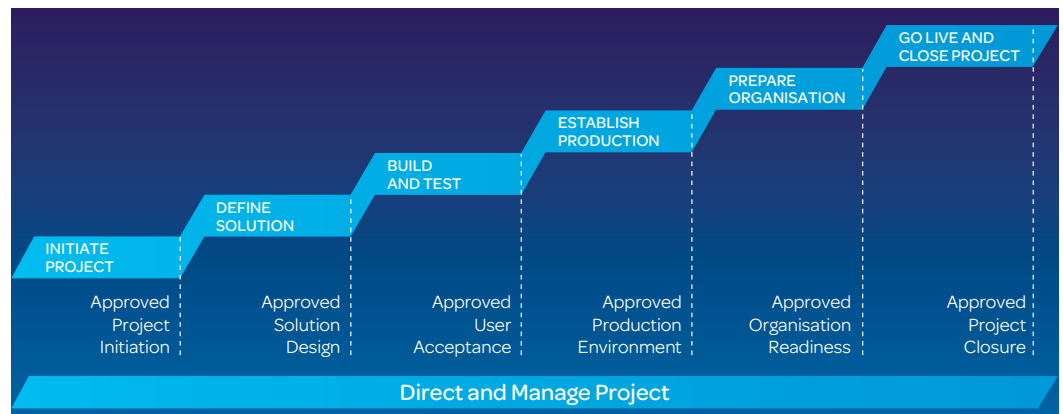 GO LIVE AND
CLOSE PROJECT
PREPARE
ORGANISATION
ESTABLISH
PRODUCTION
BUILD
AND TEST
DEFINE
SOLUTION
INITIATE
PROJECT
Approved
Project
Initiation
Approved
Solution
Design
Approved
User
Acceptance
Approved
Production
Environment
Approved
Organisation
Readiness
Approved
Project
Closure
Direct and Manage Project